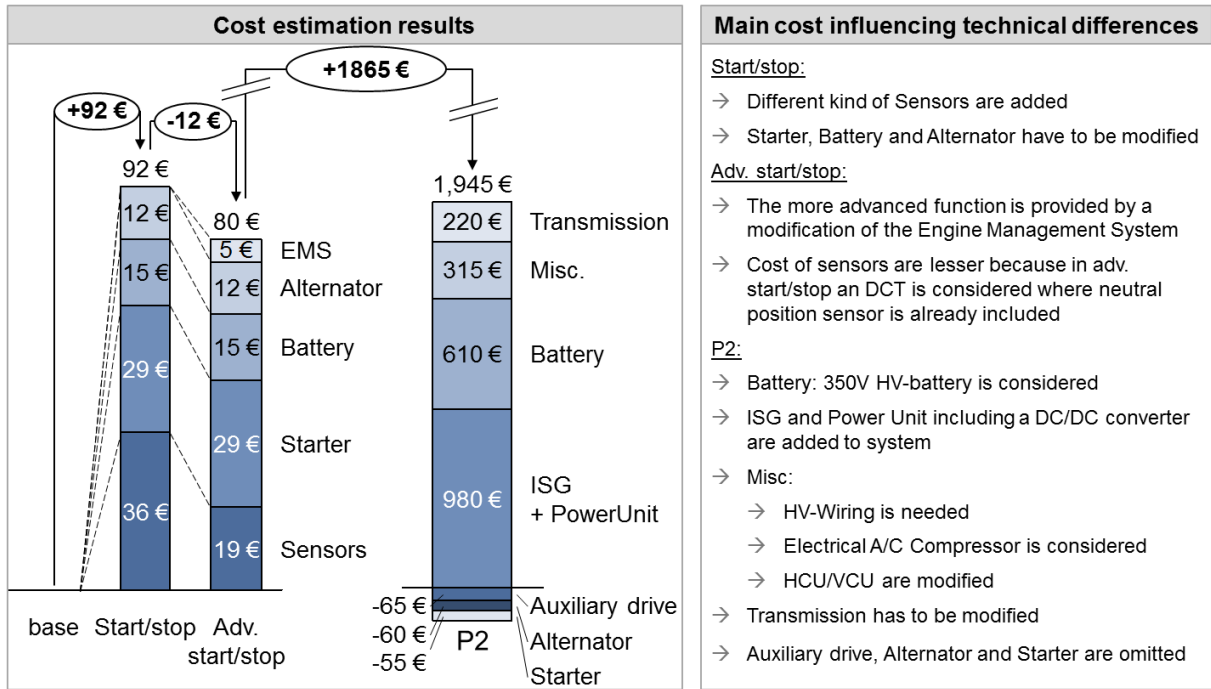 Cost estimation results
+1865 €
+92 €
-12 €
92 €
12 €
15 €
29 €
36 €
80 €
5 €
12 €
15 €
29 €
19 €
EMS
Alternator
Battery
Starter
Sensors
1,945 €
220 €
315 €
610 €
980 €
Transmission
Misc.
Battery
ISG
+ PowerUnit
-65 €
-60 €
-55 €
Auxiliary drive
Alternator
Starter
base
Start/stop
Adv.
start/stop
P2
Main cost influencing technical differences
Start/stop:
→ Different kind of Sensors are added
→ Starter, Battery and Alternator have to be modified
Adv. start/stop:
→ The more advanced function is provided by a
modification of the Engine Management System
→ Cost of sensors are lesser because in adv.
start/stop an DCT is considered where neutral
position sensor is already included
P2:
→ Battery: 350V HV-battery is considered
→ ISG and Power Unit including a DC/DC converter
are added to system
→ Misc:
→ HV-Wiring is needed
→ Electrical A/C Compressor is considered
→ HCU/VCU are modified
→ Transmission has to be modified
→ Auxiliary drive, Alternator and Starter are omitted